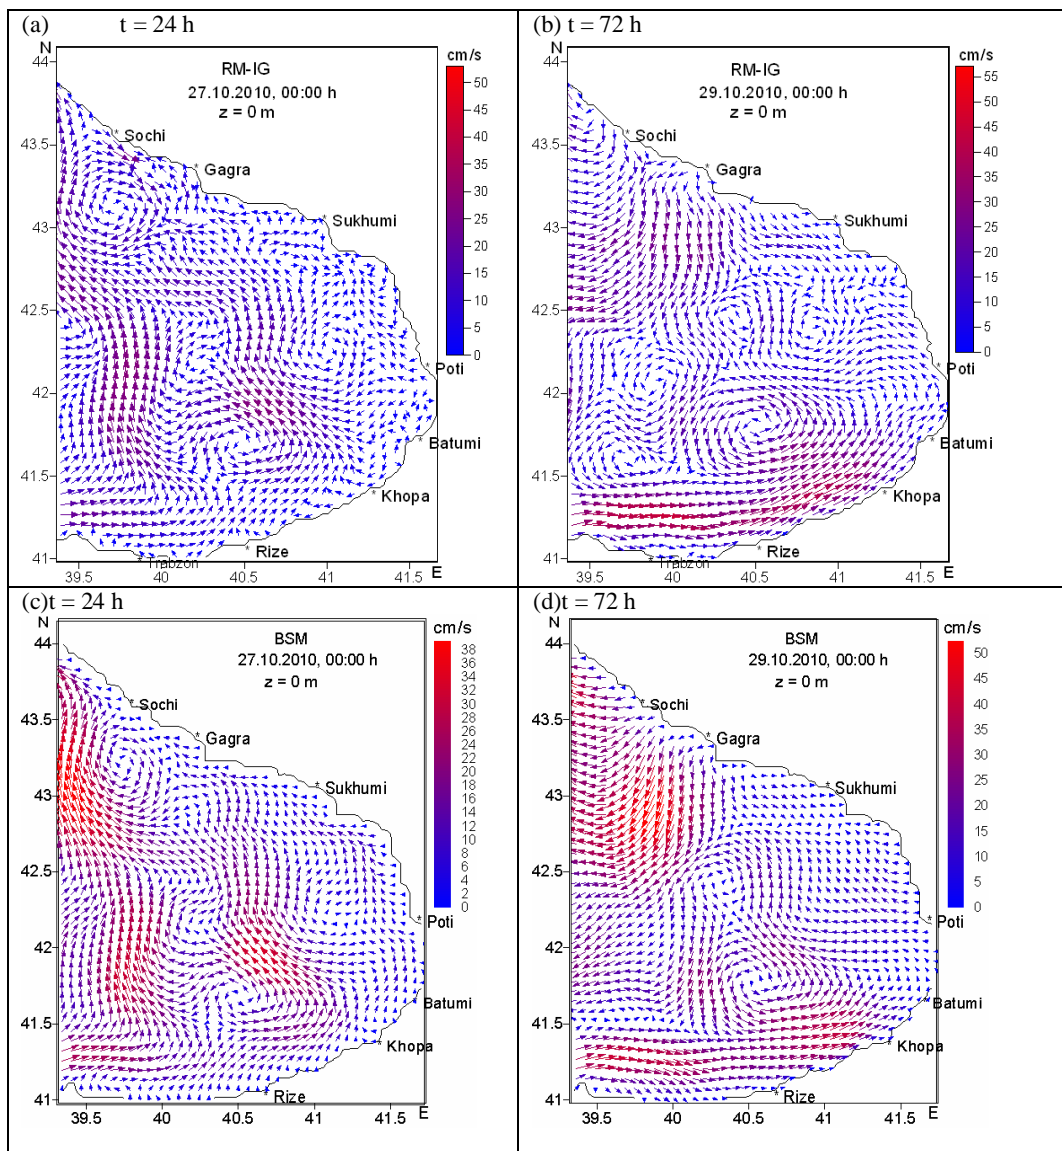 (a) t = 24 h
N
44
43.5
43
42.5
42
41.5
41
39.5
40
40.5
41
41.5
E
RM-IG
27.10.2010, 00:00 h
z = 0 m
Sochi
Gagra
Sukhumi
Poti
Batumi
Khopa
Rize
Trabzon
cm/s
50
45
40
35
30
25
20
15
10
5
0
(b) t = 72 h
N
44
43.5
43
42.5
42
41.5
41
39.5
40
40.5
41
41.5
E
RM-IG
29.10.2010, 00:00 h
z = 0 m
Sochi
Gagra
Sukhumi
Poti
Batumi
Khopa
Rize
Trabzon
cm/s
55
50
45
40
35
30
25
20
15
10
5
0
(c)t = 24 h
N
44
43.5
43
42.5
42
41.5
41
39.5
40
40.5
41
41.5
E
BSM
27.10.2010, 00:00 h
z = 0 m
Sochi
Gagra
Sukhumi
Poti
Batumi
Khopa
Rize
cm/s
38
36
34
32
30
28
26
24
22
20
18
16
14
12
10
8
6
4
2
0
(d)t = 72 h
N
44
43.5
43
42.5
42
41.5
41
39.5
40
40.5
41
41.5
E
BSM
29.10.2010, 00:00 h
z = 0 m
Sochi
Gagra
Sukhumi
Poti
Batumi
Khopa
Rize
cm/s
50
45
40
35
30
25
20
15
10
5
0